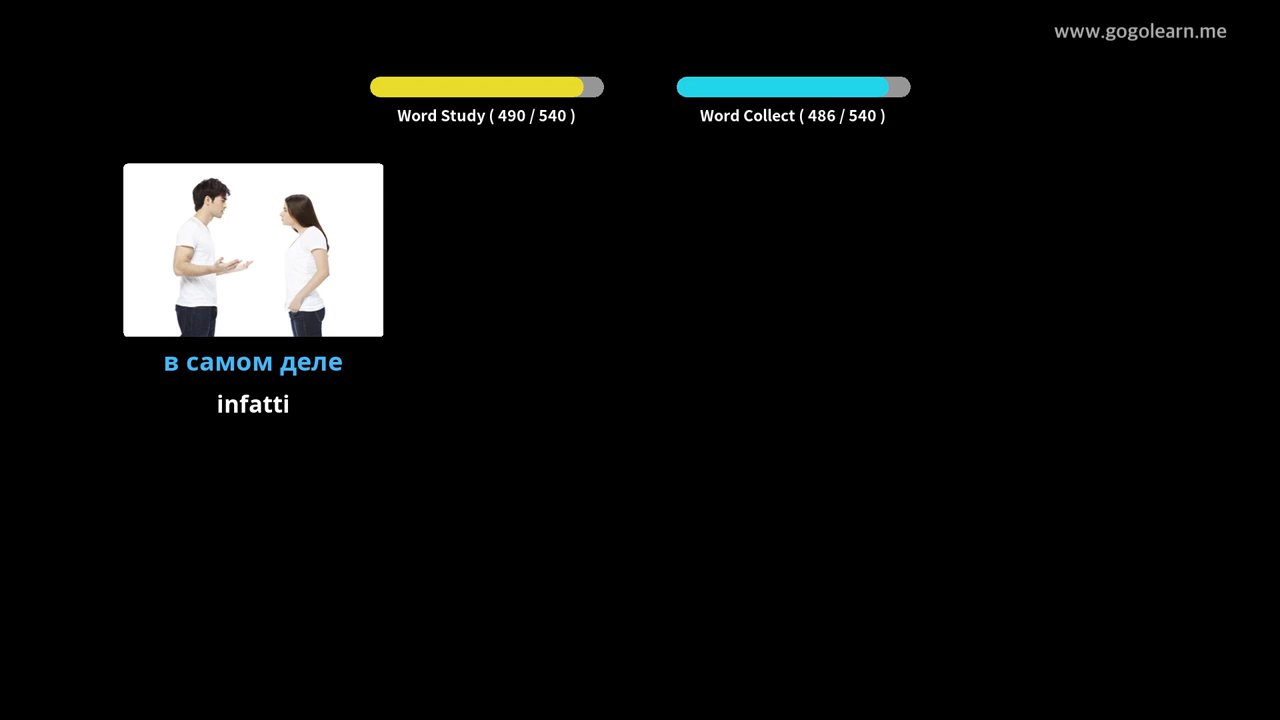 www.gogolearn.me
Word Study ( 490 / 540 )
Word Collect ( 486 / 540 )
в самом деле
infatti